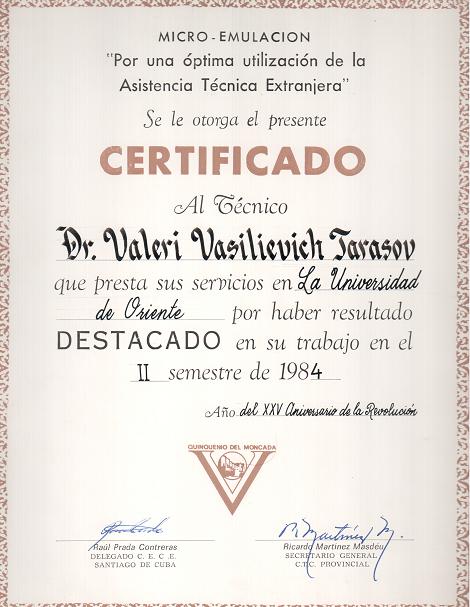 MICRO-EMULACION
"Por una óptima utilización de la
Asistencia Técnica Extranjera"
Se le otorga el presente
CERTIFICADO
Al Técnico
Dr. Valeri Vasilievich Tarasov
que presta sus servicios en La Universidad
de Oriente por haber resultado
DESTACADO en su trabajo en el
II semestre de 1984
Año del XXV Aniversario de la Revolución
QUINQUENIO DEL MONCADA
Raúl Prada Contreras
DELEGADO C. E. C. E.
SANTIAGO DE CUBA
R. Martínez M.
Ricardo Martínez Masdeu
SECRETARIO GENERAL
C.T.C. PROVINCIAL